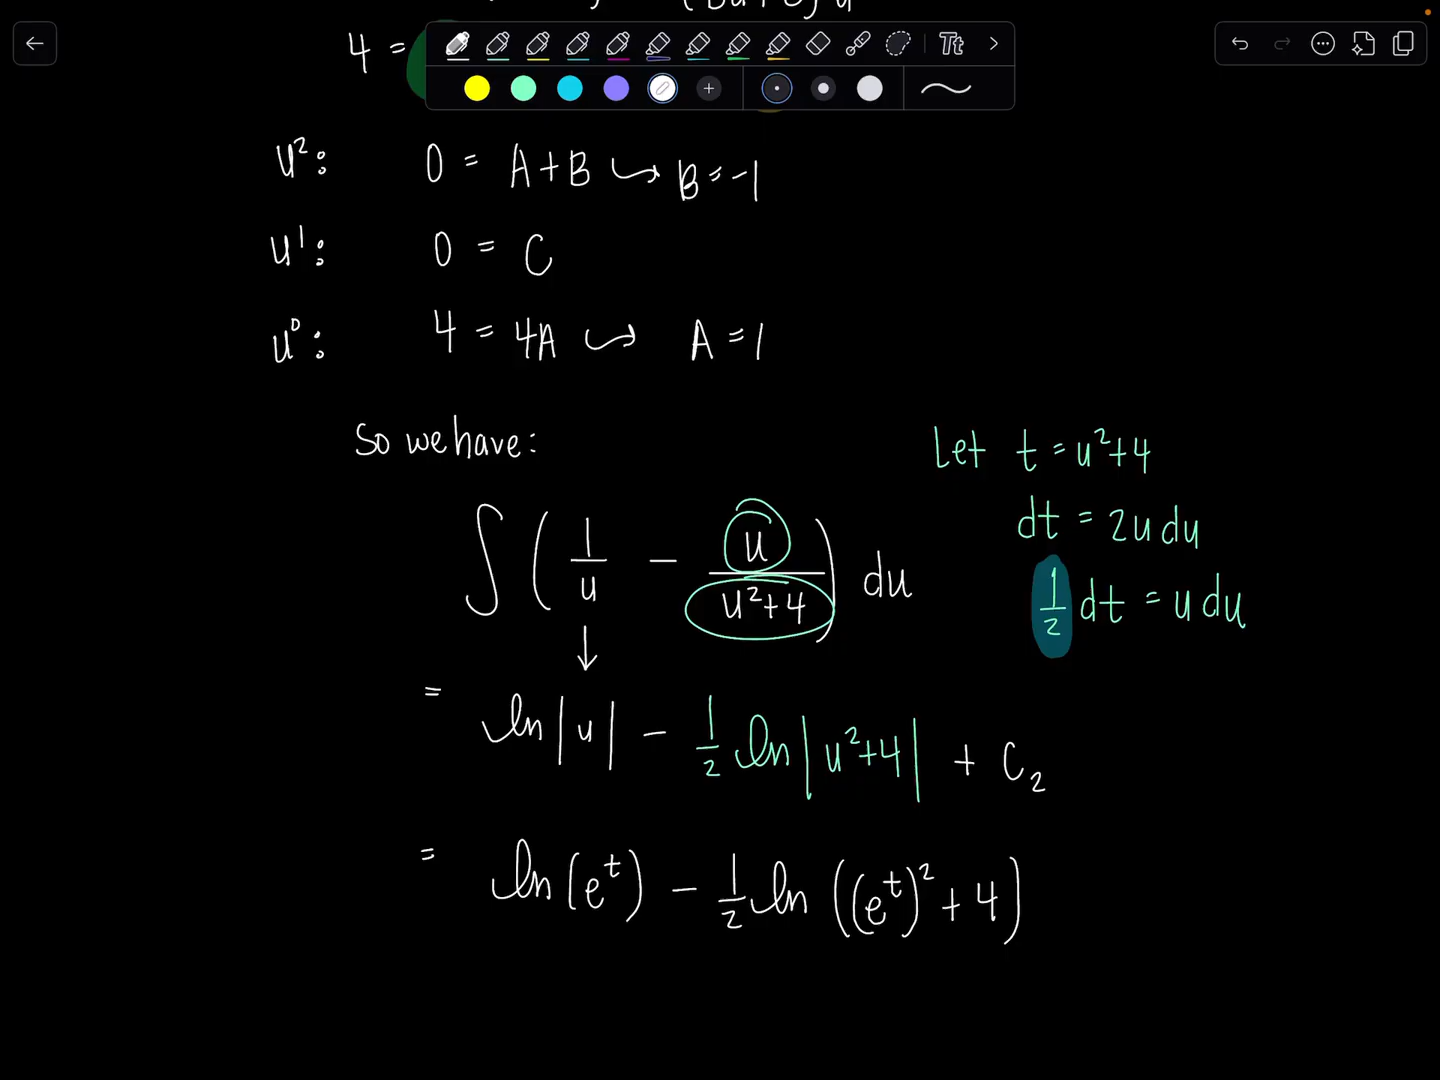 4 =
Tt
u²: 0 = A + B ↪ B = -1
u¹: 0 = C
u⁰: 4 = 4A ↪ A = 1
So we have:
Let t = u²+4
dt = 2u du
1/2 dt = u du
∫ ( 1/u − u/(u²+4) ) du
↓
= ln|u| − 1/2 ln|u²+4| + C₂
= ln(eᵗ) − 1/2 ln((eᵗ)² + 4)